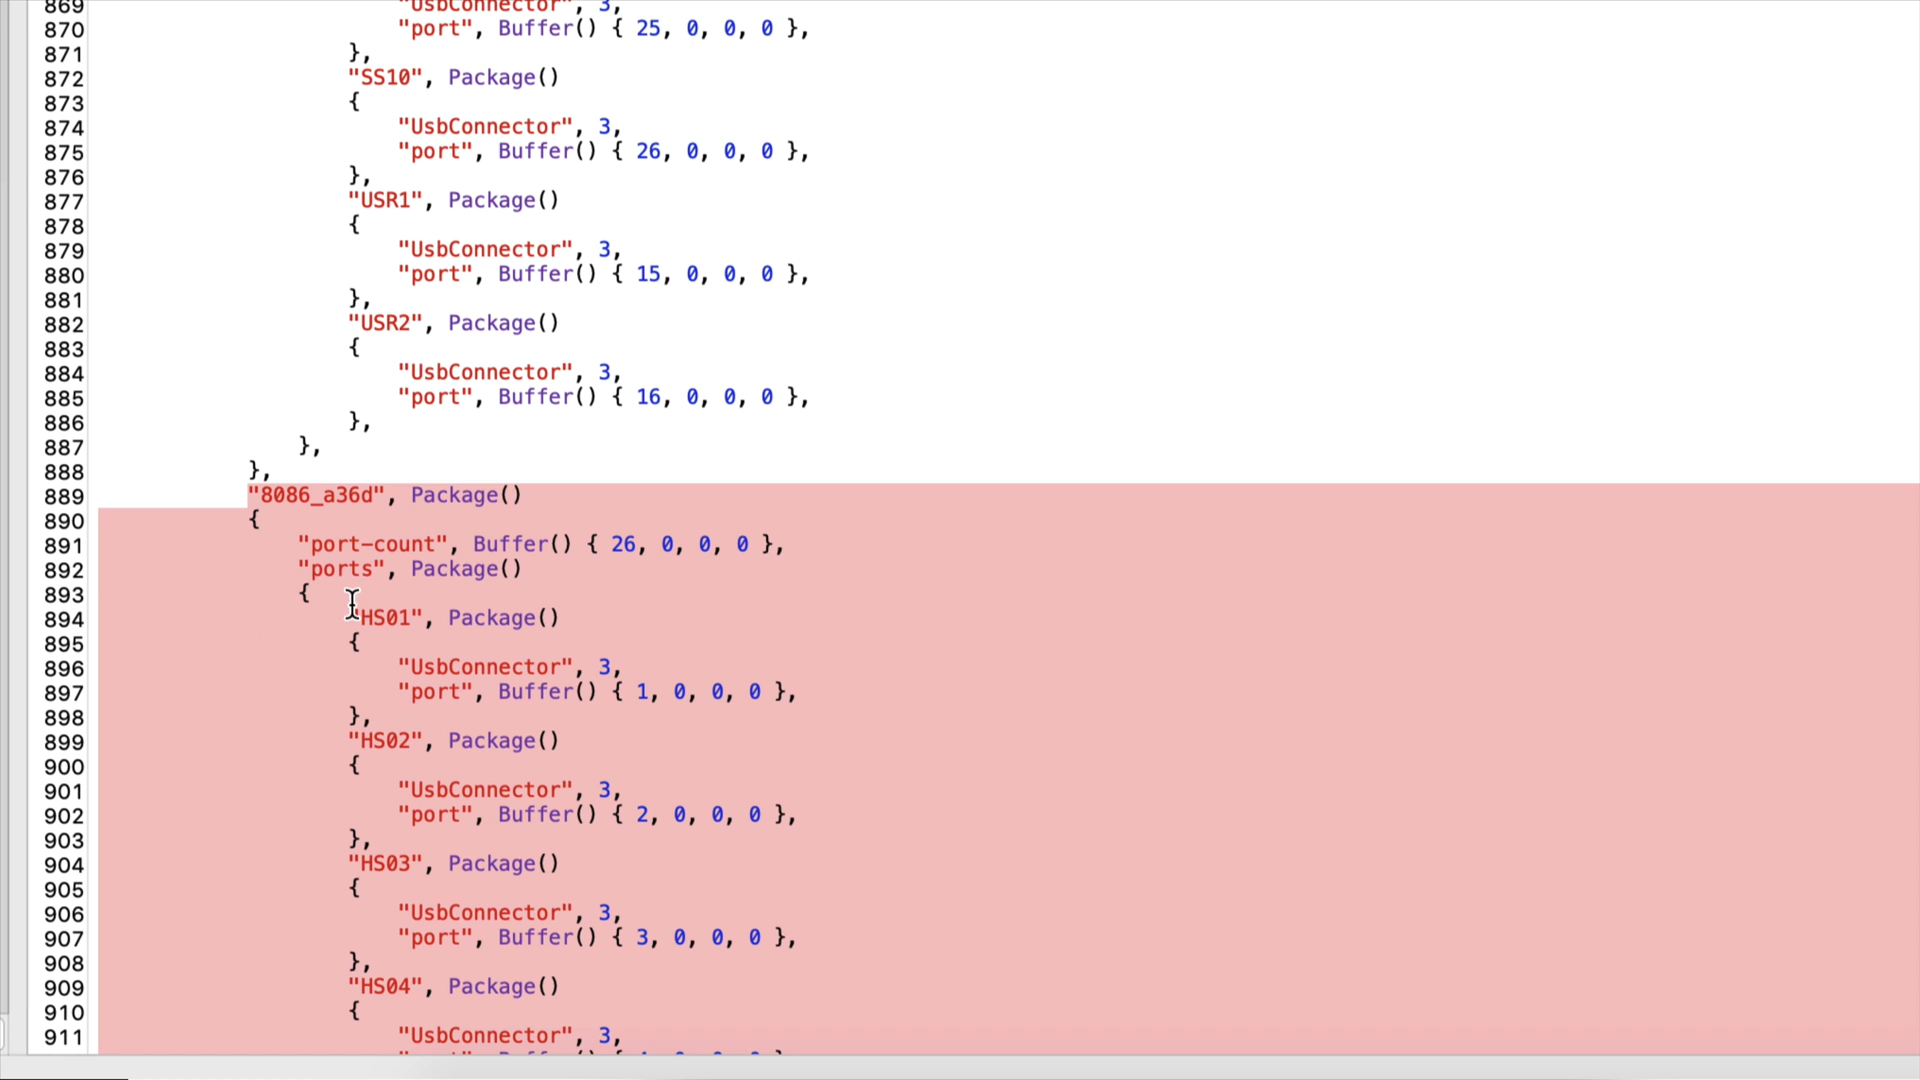 869 "UsbConnector", 3,
870 "port", Buffer() { 25, 0, 0, 0 },
871 },
872 "SS10", Package()
873 {
874 "UsbConnector", 3,
875 "port", Buffer() { 26, 0, 0, 0 },
876 },
877 "USR1", Package()
878 {
879 "UsbConnector", 3,
880 "port", Buffer() { 15, 0, 0, 0 },
881 },
882 "USR2", Package()
883 {
884 "UsbConnector", 3,
885 "port", Buffer() { 16, 0, 0, 0 },
886 },
887 },
888 },
889 "8086_a36d", Package()
890 {
891 "port-count", Buffer() { 26, 0, 0, 0 },
892 "ports", Package()
893 {
894 "HS01", Package()
895 {
896 "UsbConnector", 3,
897 "port", Buffer() { 1, 0, 0, 0 },
898 },
899 "HS02", Package()
900 {
901 "UsbConnector", 3,
902 "port", Buffer() { 2, 0, 0, 0 },
903 },
904 "HS03", Package()
905 {
906 "UsbConnector", 3,
907 "port", Buffer() { 3, 0, 0, 0 },
908 },
909 "HS04", Package()
910 {
911 "UsbConnector", 3,